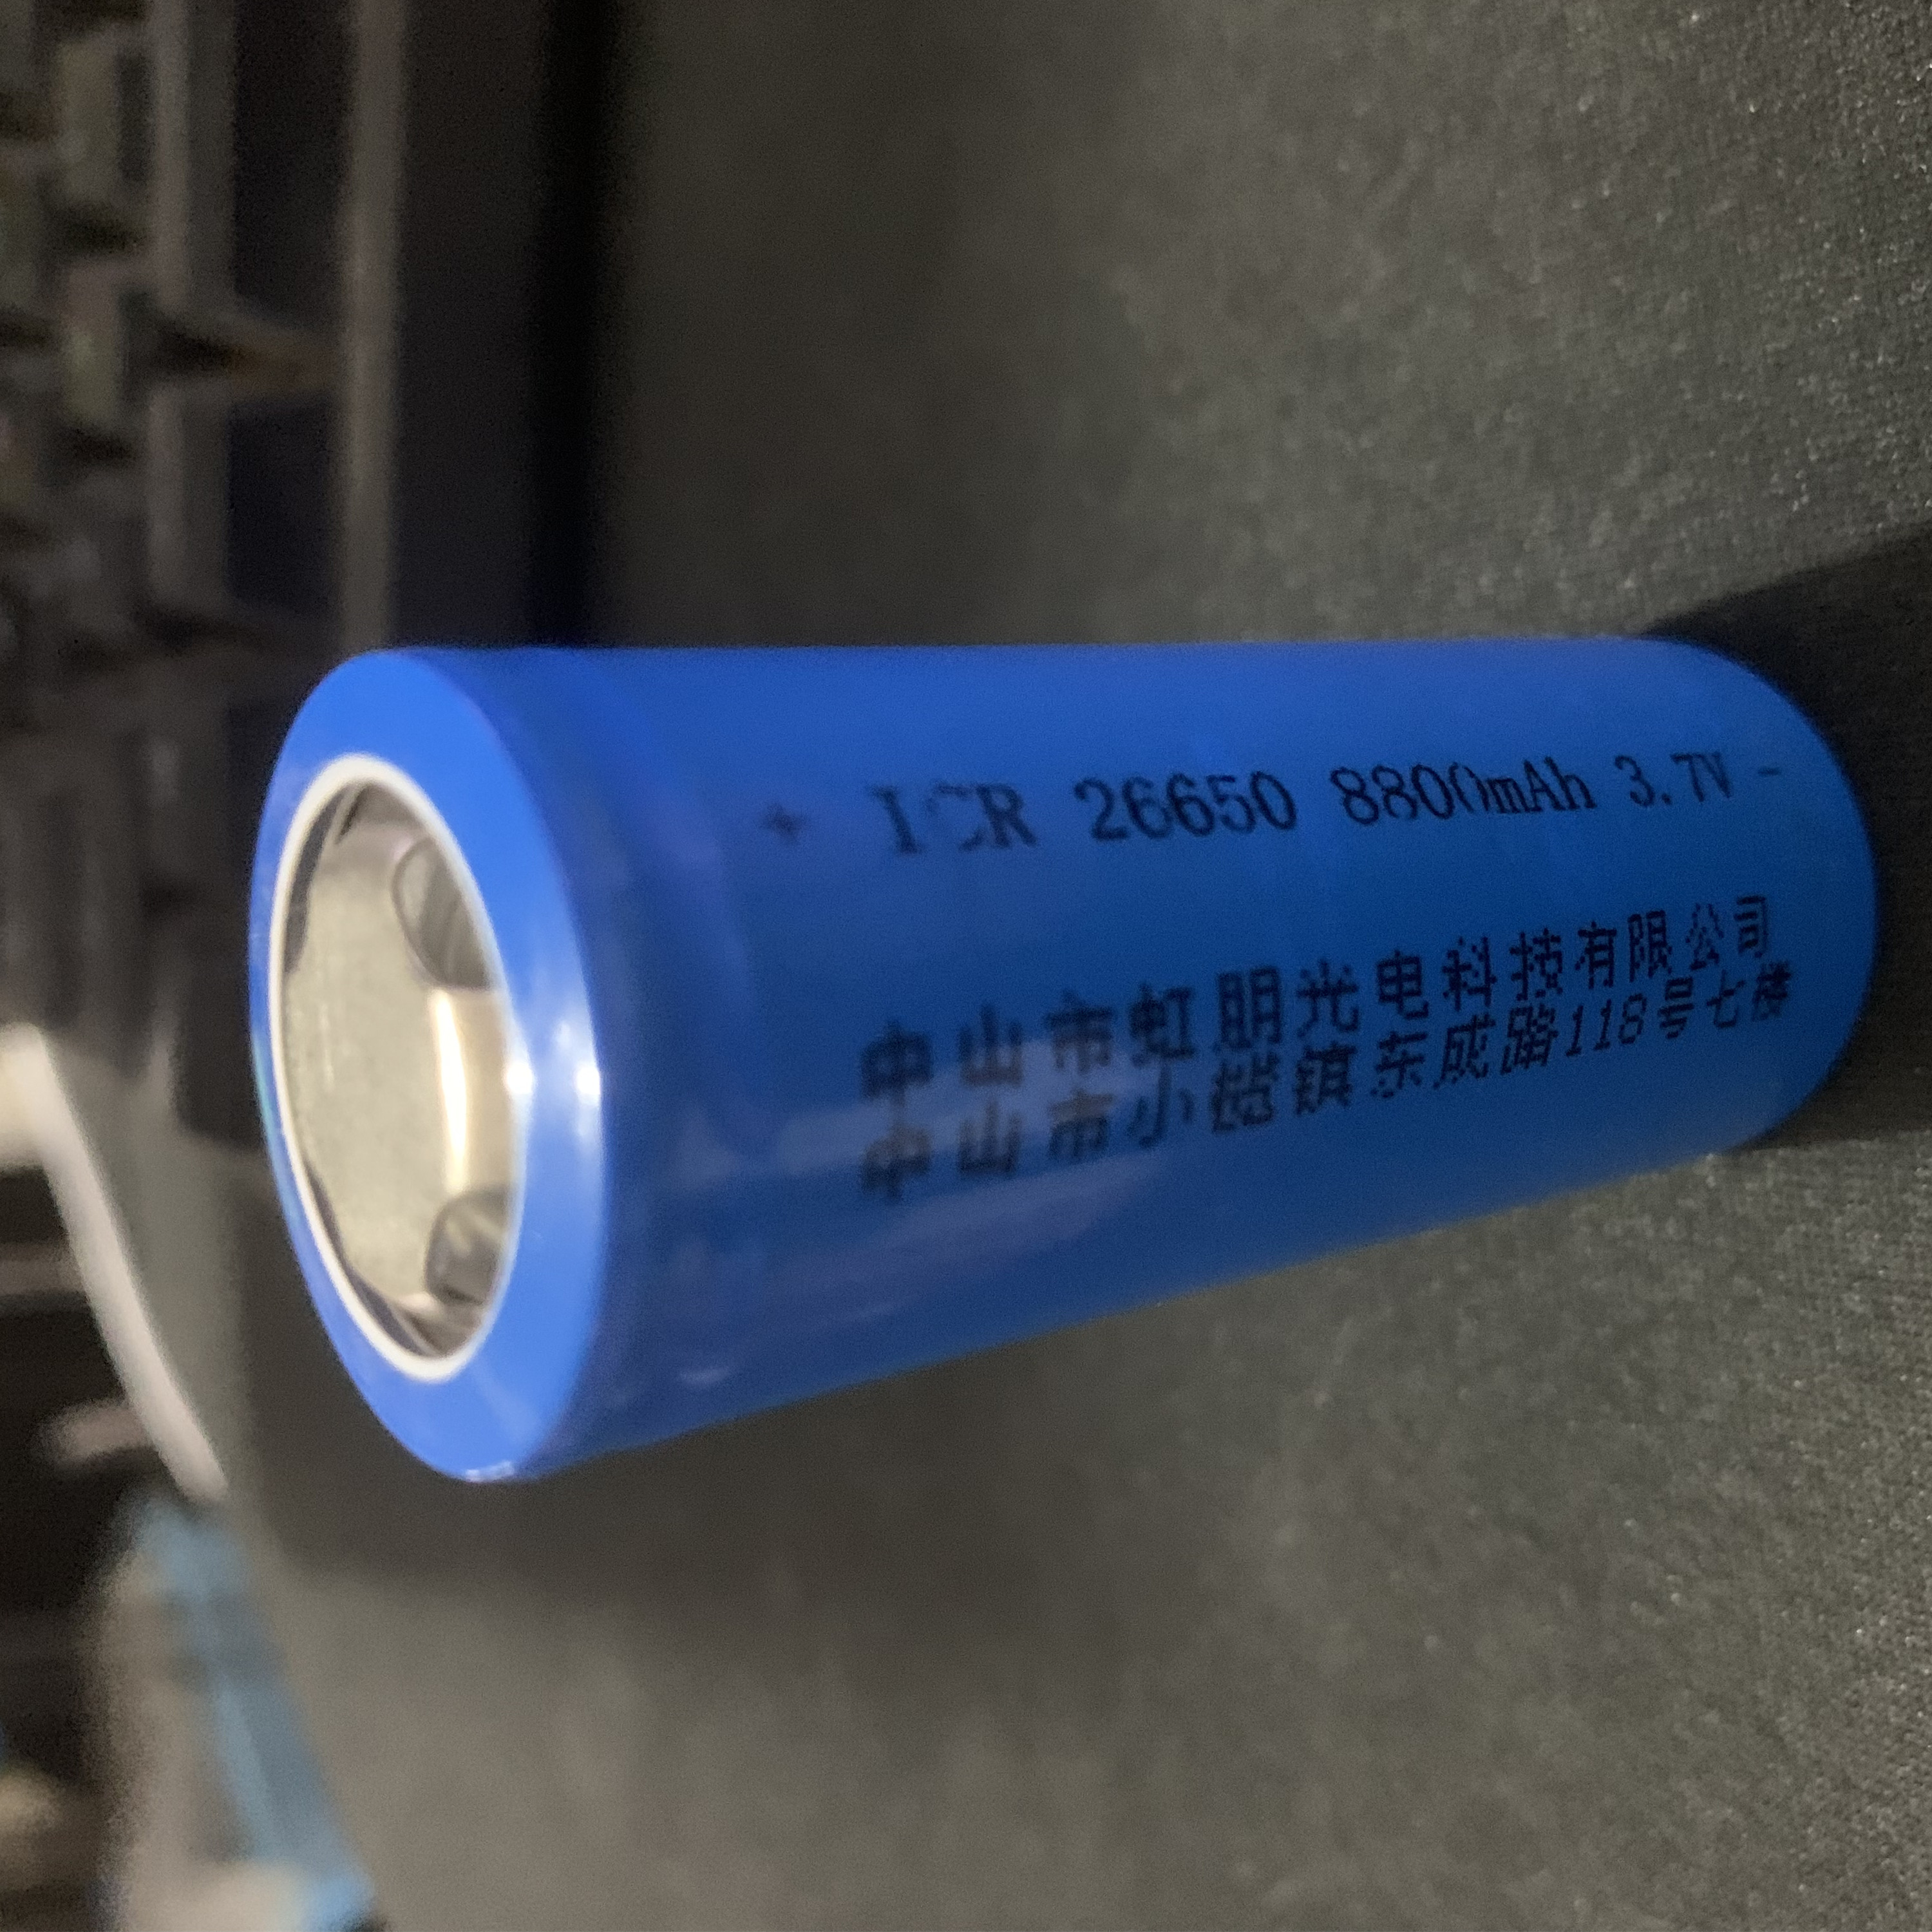 + ICR 26650 8800mAh 3.7V -
中山市虹朋光电科技有限公司
中山市小榄镇东成路118号七楼